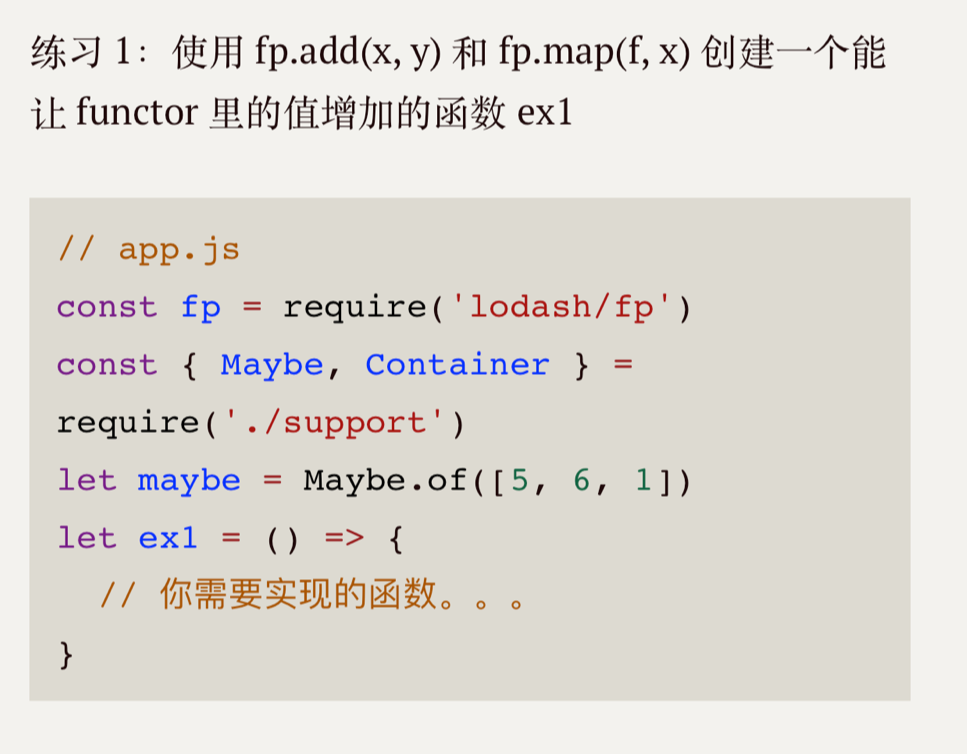 练习 1：使用 fp.add(x, y) 和 fp.map(f, x) 创建一个能
让 functor 里的值增加的函数 ex1
// app.js
const fp = require('lodash/fp')
const { Maybe, Container } =
require('./support')
let maybe = Maybe.of([5, 6, 1])
let ex1 = () => {
// 你需要实现的函数。。。
}